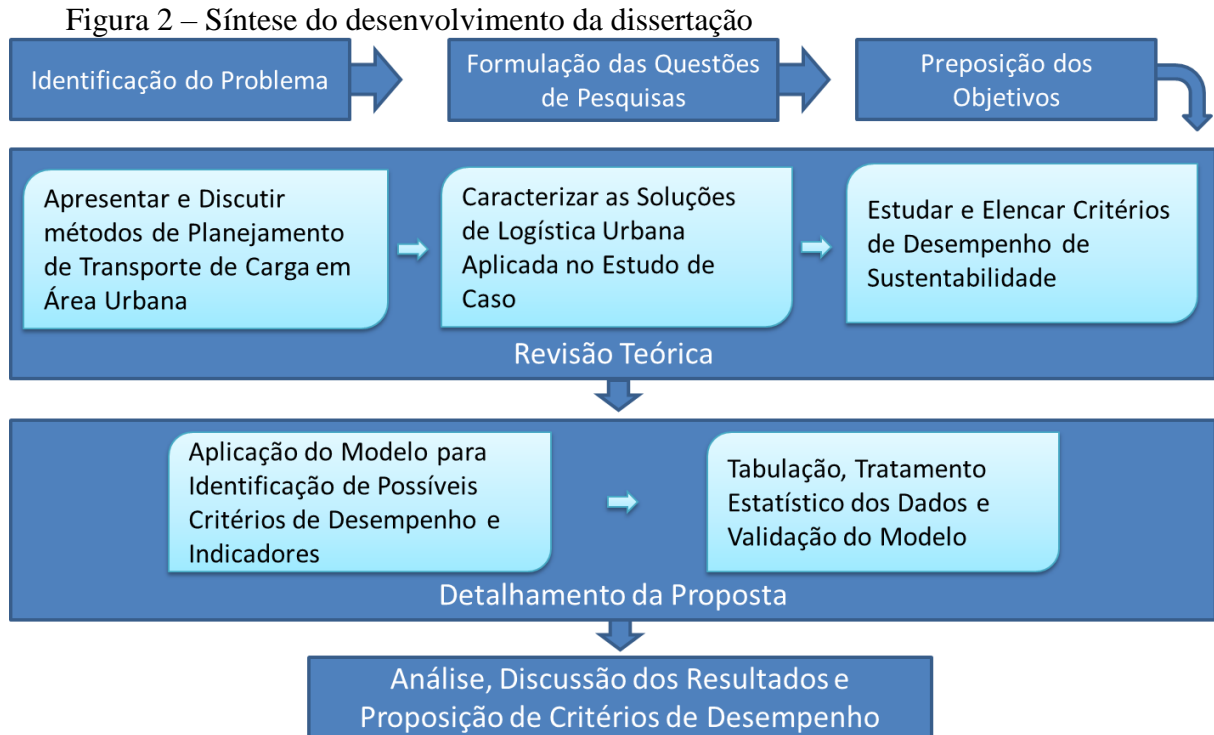 Figura 2 – Síntese do desenvolvimento da dissertação
Identificação do Problema
Formulação das Questões
de Pesquisas
Preposição dos
Objetivos
Apresentar e Discutir
métodos de Planejamento
de Transporte de Carga em
Área Urbana
Caracterizar as Soluções
de Logística Urbana
Aplicada no Estudo de
Caso
Estudar e Elencar Critérios
de Desempenho de
Sustentabilidade
Revisão Teórica
Aplicação do Modelo para
Identificação de Possíveis
Critérios de Desempenho e
Indicadores
Tabulação, Tratamento
Estatístico dos Dados e
Validação do Modelo
Detalhamento da Proposta
Análise, Discussão dos Resultados e
Proposição de Critérios de Desempenho